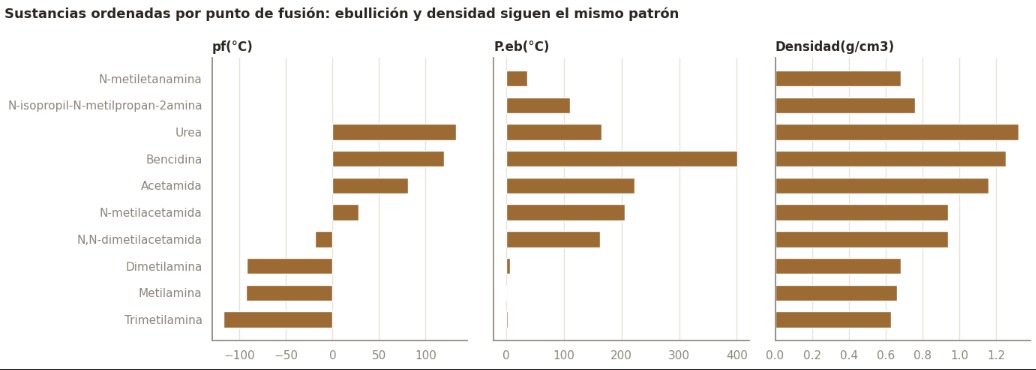 Sustancias ordenadas por punto de fusión: ebullición y densidad siguen el mismo patrón
pf(°C)
P.eb(°C)
Densidad(g/cm3)
N-metiletanamina
N-isopropil-N-metilpropan-2amina
Urea
Bencidina
Acetamida
N-metilacetamida
N,N-dimetilacetamida
Dimetilamina
Metilamina
Trimetilamina
−100 −50 0 50 100
0 100 200 300 400
0.0 0.2 0.4 0.6 0.8 1.0 1.2